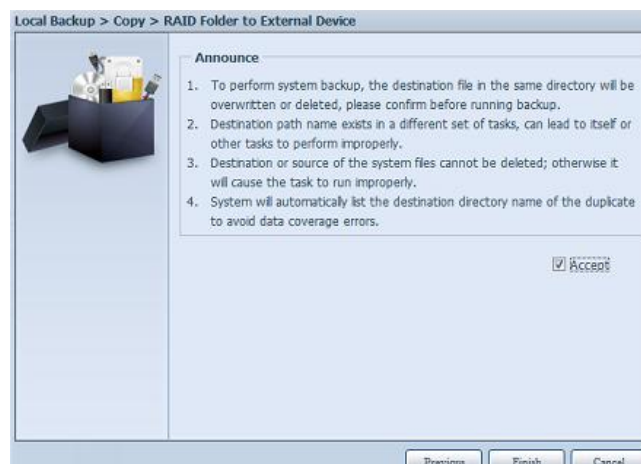 Local Backup > Copy > RAID Folder to External Device
Announce
1. To perform system backup, the destination file in the same directory will be
overwritten or deleted, please confirm before running backup.
2. Destination path name exists in a different set of tasks, can lead to itself or
other tasks to perform improperly.
3. Destination or source of the system files cannot be deleted; otherwise it
will cause the task to run improperly.
4. System will automatically list the destination directory name of the duplicate
to avoid data coverage errors.
Accept
Previous Finish Cancel